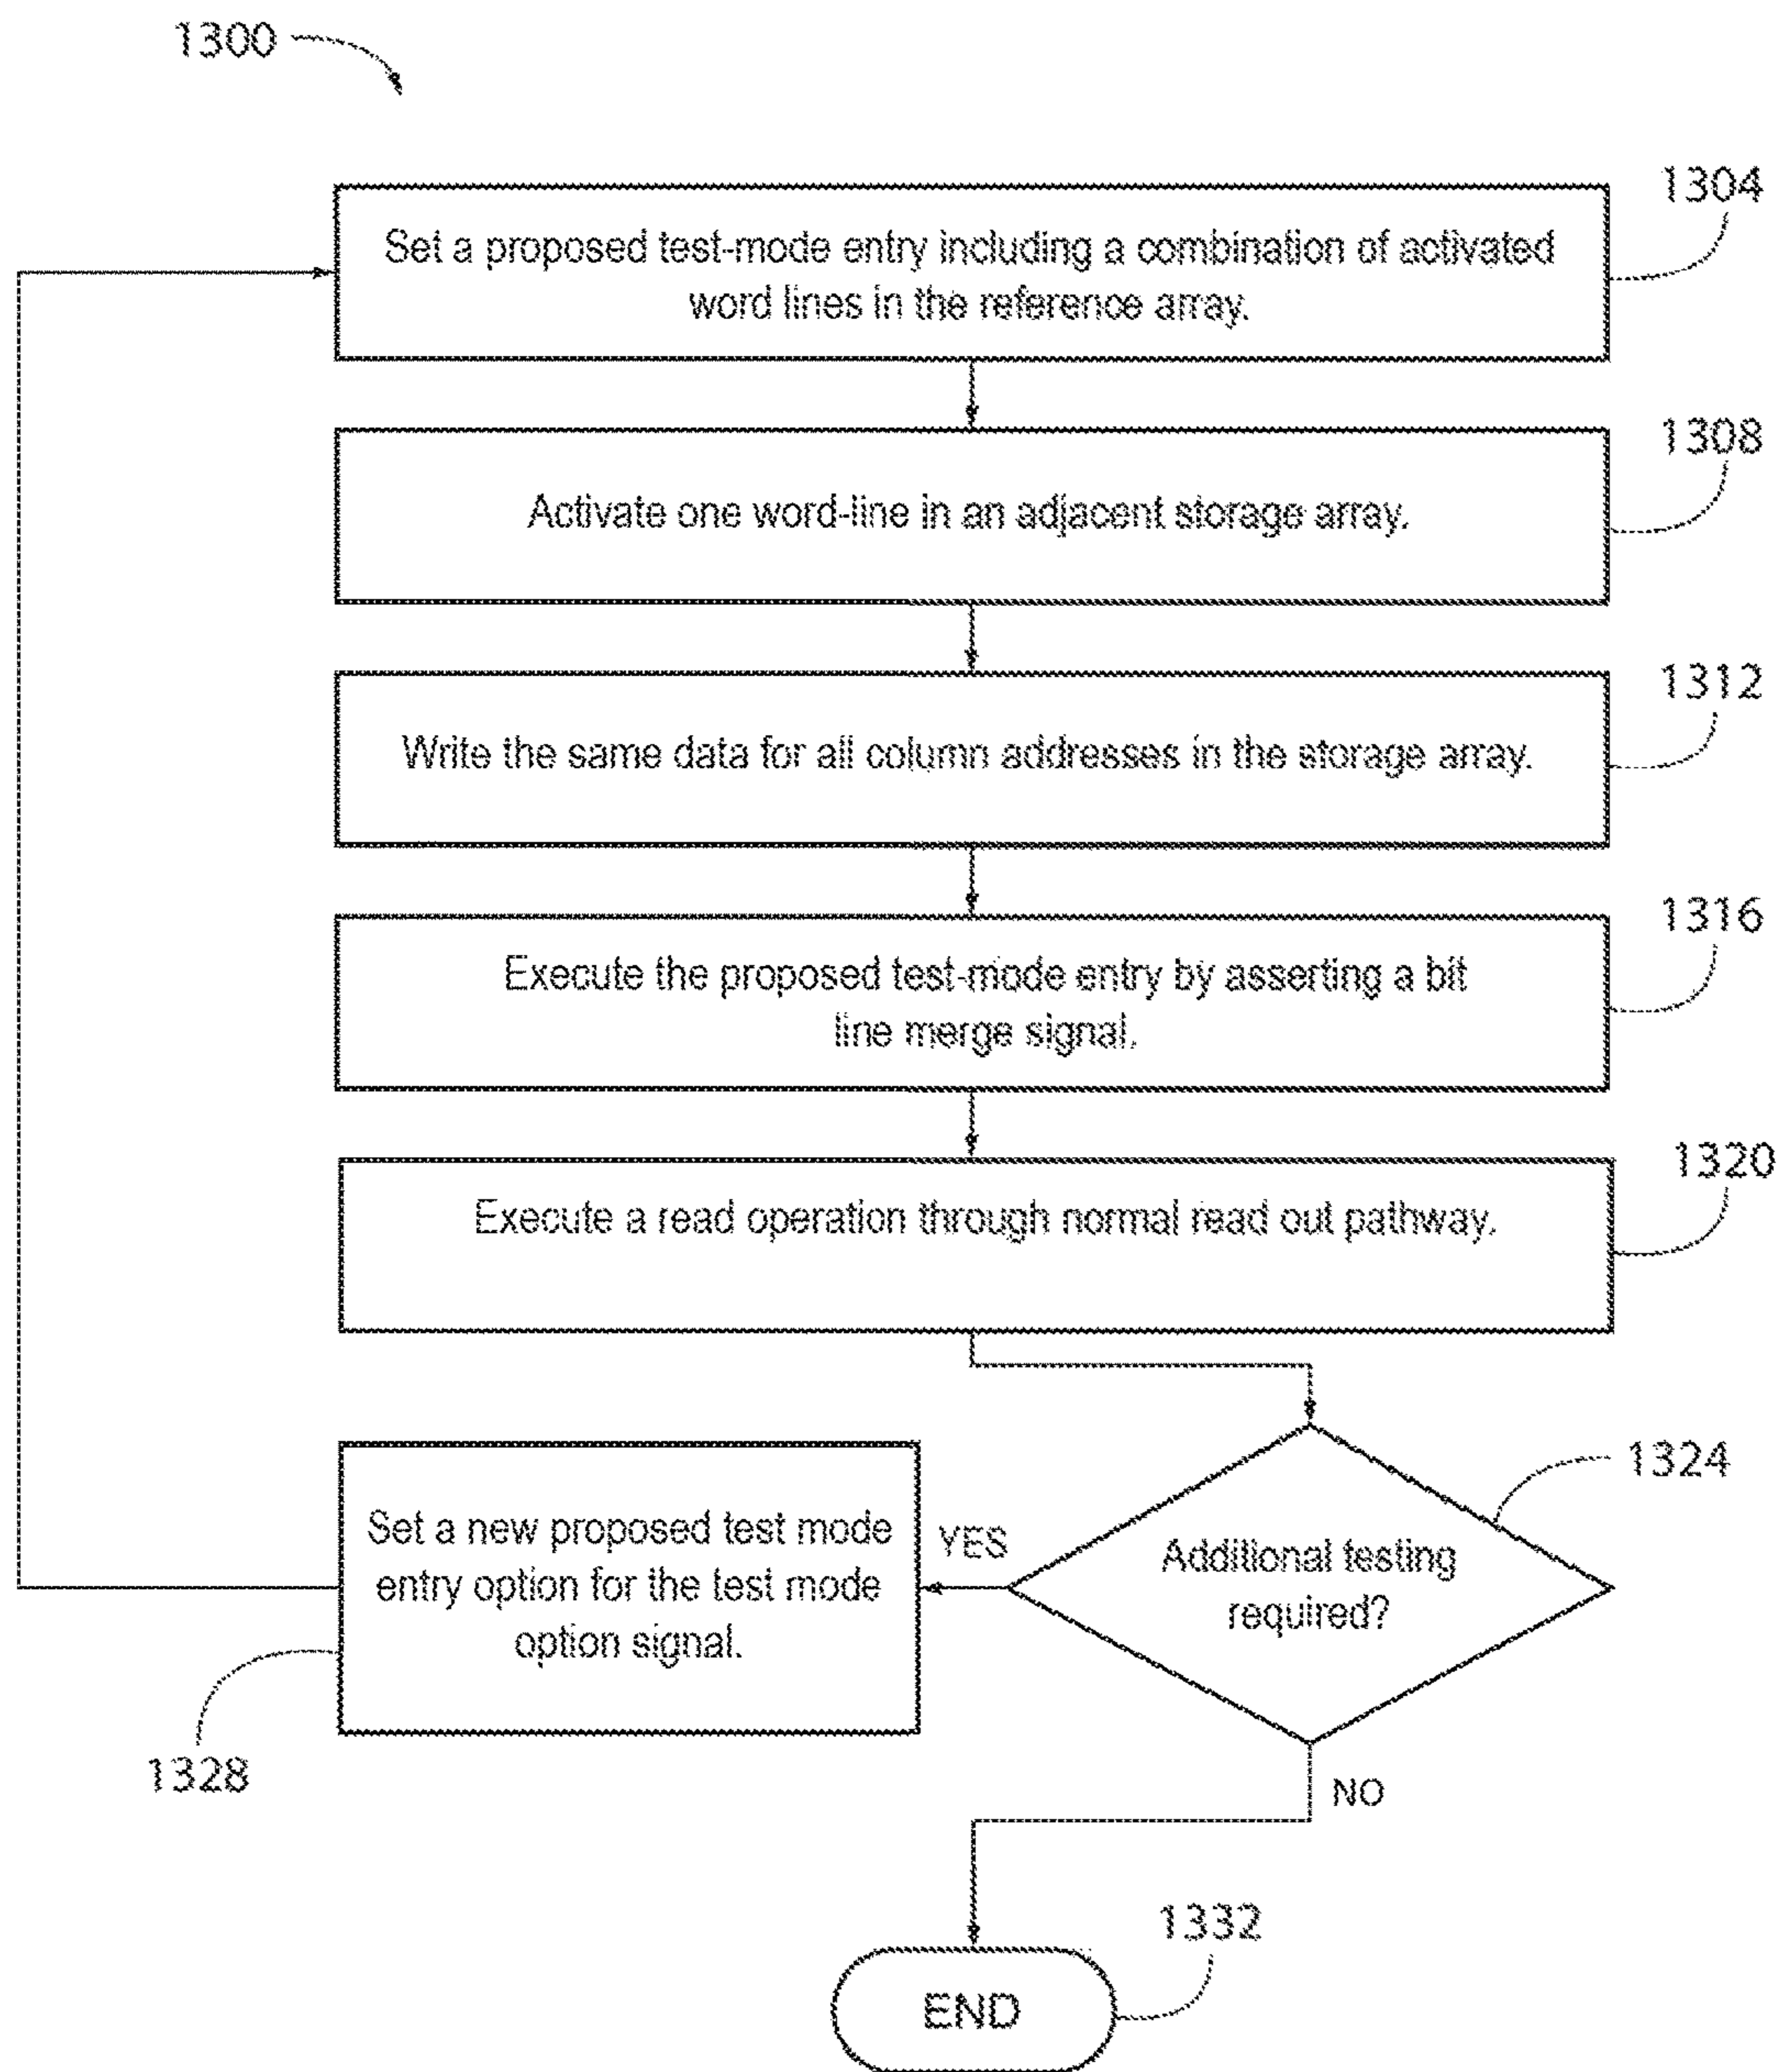 1300
1304
Set a proposed test-mode entry including a combination of activated
word lines in the reference array.
1308
Activate one word-line in an adjacent storage array.
1312
Write the same data for all column addresses in the storage array.
1316
Execute the proposed test-mode entry by asserting a bit
line merge signal.
1320
Execute a read operation through normal read out pathway.
1324
Set a new proposed test mode
entry option for the test mode
option signal.
YES
Additional testing
required?
1328
NO
1332
END